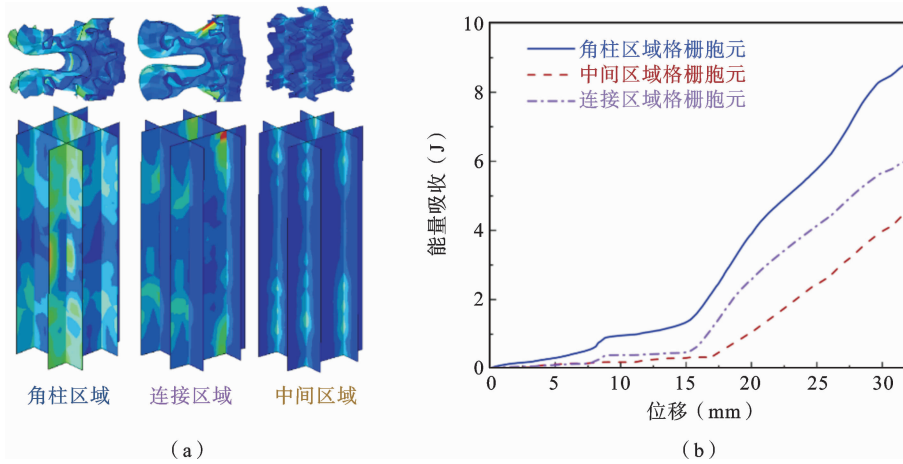 角柱区域
连接区域
中间区域
(a)
10
8
6
4
2
0
能量吸收(J)
角柱区域格栅胞元
中间区域格栅胞元
连接区域格栅胞元
0 5 10 15 20 25 30
位移(mm)
(b)